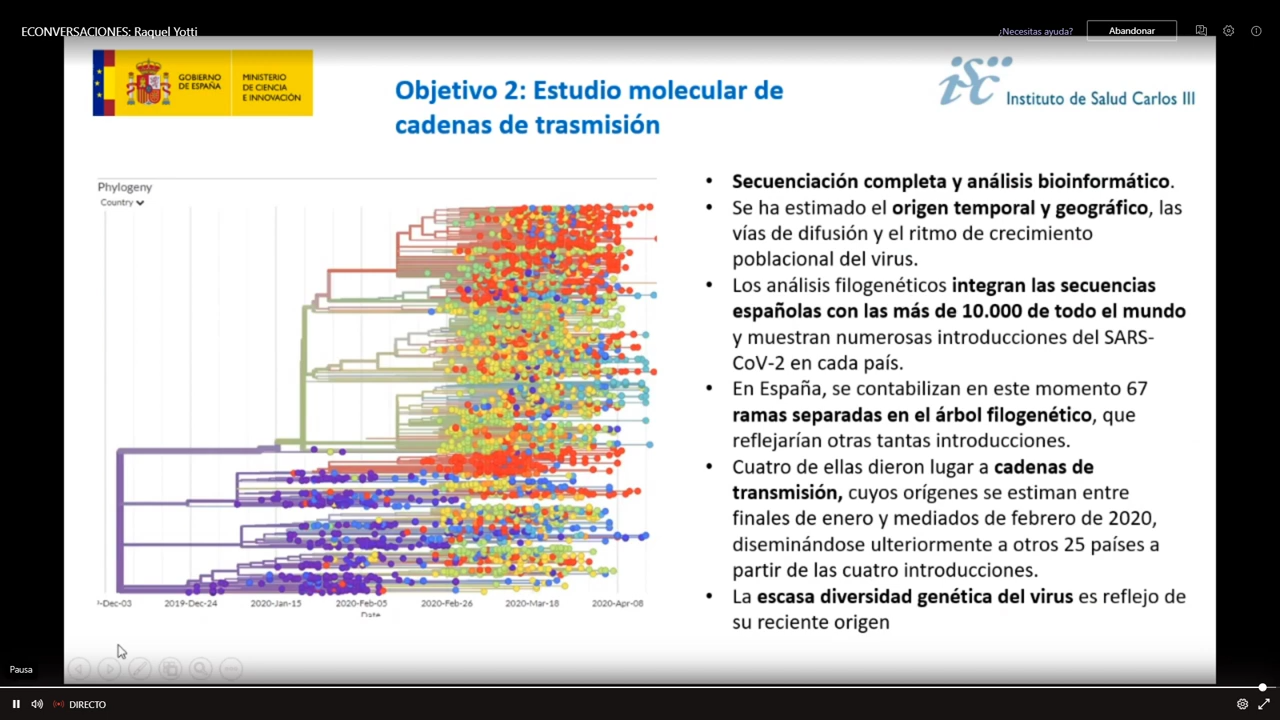 ECONVERSACIONES: Raquel Yotti
¿Necesitas ayuda?
Abandonar
GOBIERNO
DE ESPAÑA
MINISTERIO
DE CIENCIA
E INNOVACIÓN
Objetivo 2: Estudio molecular de
cadenas de trasmisión
isc
Instituto de Salud Carlos III
Phylogeny
Country
-Dec-03
2019-Dec-24
2020-Jan-15
2020-Feb-05
2020-Feb-26
2020-Mar-18
2020-Apr-08
Date
• Secuenciación completa y análisis bioinformático.
• Se ha estimado el origen temporal y geográfico, las
vías de difusión y el ritmo de crecimiento
poblacional del virus.
• Los análisis filogenéticos integran las secuencias
españolas con las más de 10.000 de todo el mundo
y muestran numerosas introducciones del SARS-
CoV-2 en cada país.
• En España, se contabilizan en este momento 67
ramas separadas en el árbol filogenético, que
reflejarían otras tantas introducciones.
• Cuatro de ellas dieron lugar a cadenas de
transmisión, cuyos orígenes se estiman entre
finales de enero y mediados de febrero de 2020,
diseminándose ulteriormente a otros 25 países a
partir de las cuatro introducciones.
• La escasa diversidad genética del virus es reflejo de
su reciente origen
Pausa
DIRECTO